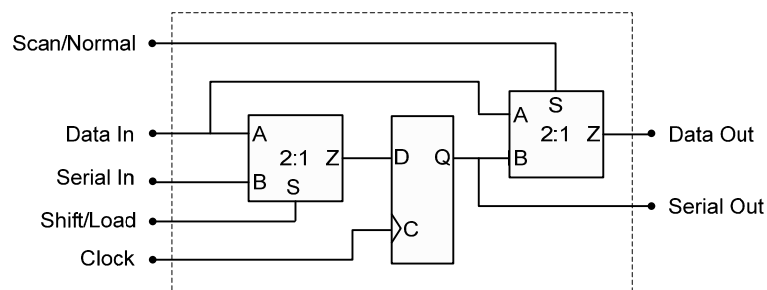 Scan/Normal
S
A
2:1
Z
B
Data Out
Data In
A
2:1
Z
B
S
D
Q
C
Serial In
Shift/Load
Serial Out
Clock